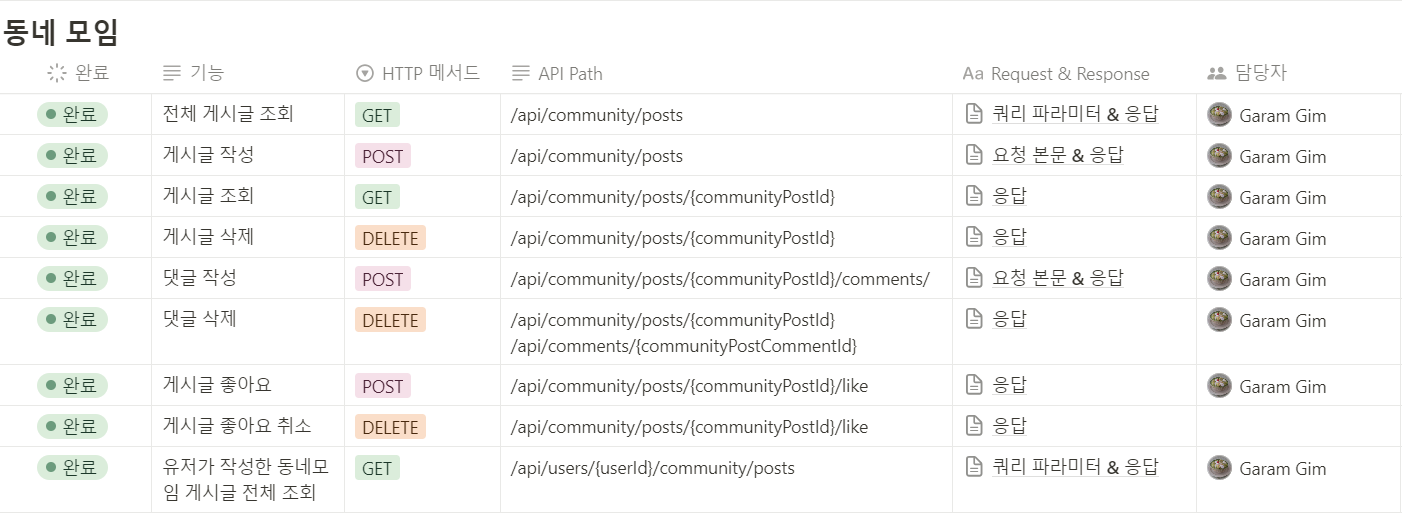 동네 모임
완료 기능 HTTP 메서드 API Path Aa Request & Response 담당자
완료 전체 게시글 조회 GET /api/community/posts 쿼리 파라미터 & 응답 Garam Gim
완료 게시글 작성 POST /api/community/posts 요청 본문 & 응답 Garam Gim
완료 게시글 조회 GET /api/community/posts/{communityPostId} 응답 Garam Gim
완료 게시글 삭제 DELETE /api/community/posts/{communityPostId} 응답 Garam Gim
완료 댓글 작성 POST /api/community/posts/{communityPostId}/comments/ 요청 본문 & 응답 Garam Gim
완료 댓글 삭제 DELETE /api/community/posts/{communityPostId} 응답 Garam Gim
/api/comments/{communityPostCommentId}
완료 게시글 좋아요 POST /api/community/posts/{communityPostId}/like 응답 Garam Gim
완료 게시글 좋아요 취소 DELETE /api/community/posts/{communityPostId}/like 응답
완료 유저가 작성한 동네모 GET /api/users/{userId}/community/posts 쿼리 파라미터 & 응답 Garam Gim
임 게시글 전체 조회